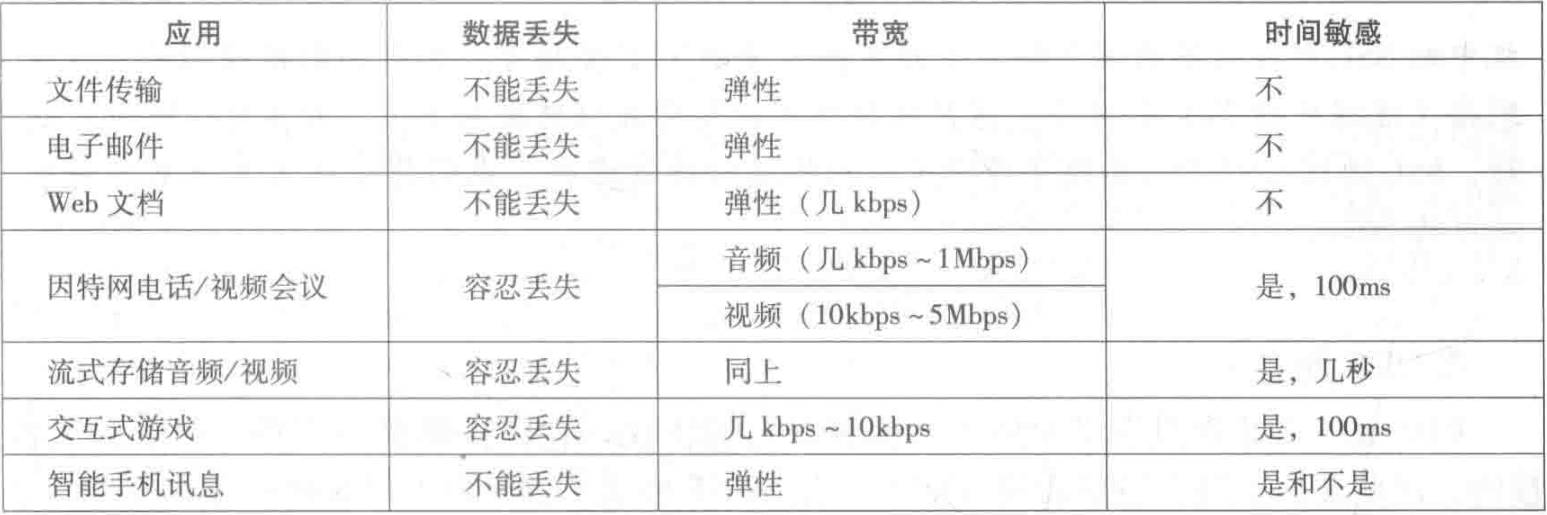 应用 数据丢失 带宽 时间敏感
文件传输 不能丢失 弹性 不
电子邮件 不能丢失 弹性 不
Web 文档 不能丢失 弹性（几 kbps） 不
因特网电话/视频会议 容忍丢失 音频（几 kbps ~ 1Mbps） 是，100ms
视频（10kbps ~ 5Mbps）
流式存储音频/视频 容忍丢失 同上 是，几秒
交互式游戏 容忍丢失 几 kbps ~ 10kbps 是，100ms
智能手机讯息 不能丢失 弹性 是和不是